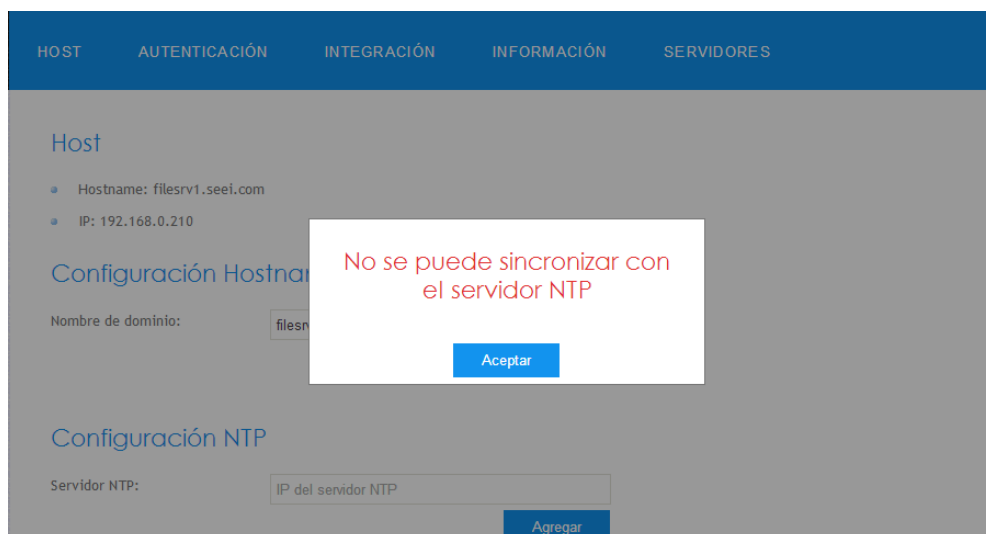 HOST AUTENTICACIÓN INTEGRACIÓN INFORMACIÓN SERVIDORES
Host
Hostname: filesrv1.seei.com
IP: 192.168.0.210
No se puede sincronizar con
el servidor NTP
Aceptar
Configuración Hostna
Nombre de dominio:
filesr
Configuración NTP
Servidor NTP:
IP del servidor NTP
Agregar